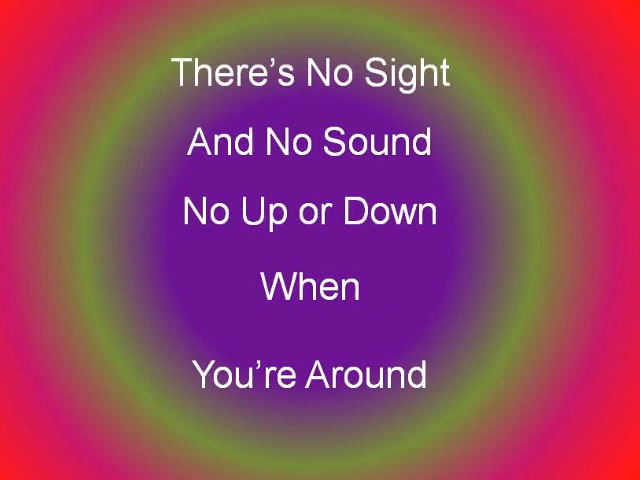 There’s No Sight
And No Sound
No Up or Down
When
You’re Around